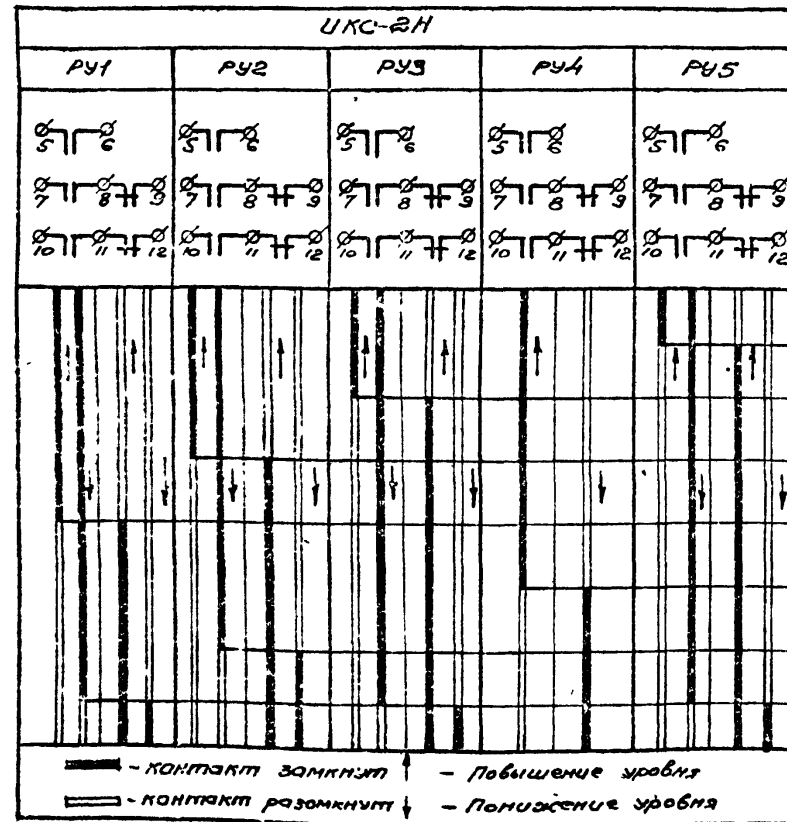 ИКС-2Н
РУ1 РУ2 РУ3 РУ4 РУ5
5 6 5 6 5 6 5 6 5 6
7 8 9 7 8 9 7 8 9 7 8 9 7 8 9
10 11 12 10 11 12 10 11 12 10 11 12 10 11 12
- контакт замкнут - Повышение уровня
- контакт разомкнут - Понижение уровня